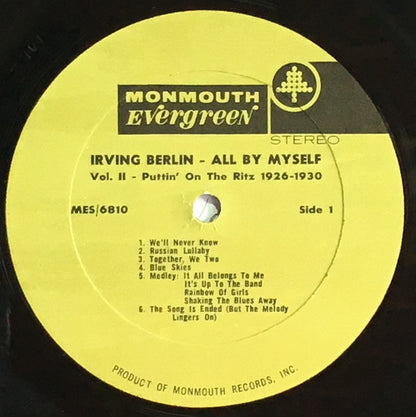 MONMOUTH
EVERGREEN
STEREO
IRVING BERLIN - ALL BY MYSELF
Vol. II - Puttin' On The Ritz 1926-1930
MES/6810 Side 1
1. We'll Never Know
2. Russian Lullaby
3. Together, We Two
4. Blue Skies
5. Medley: It All Belongs To Me
It's Up To The Band
Rainbow Of Girls
Shaking The Blues Away
6. The Song Is Ended (But The Melody
Lingers On)
PRODUCT OF MONMOUTH RECORDS, INC.